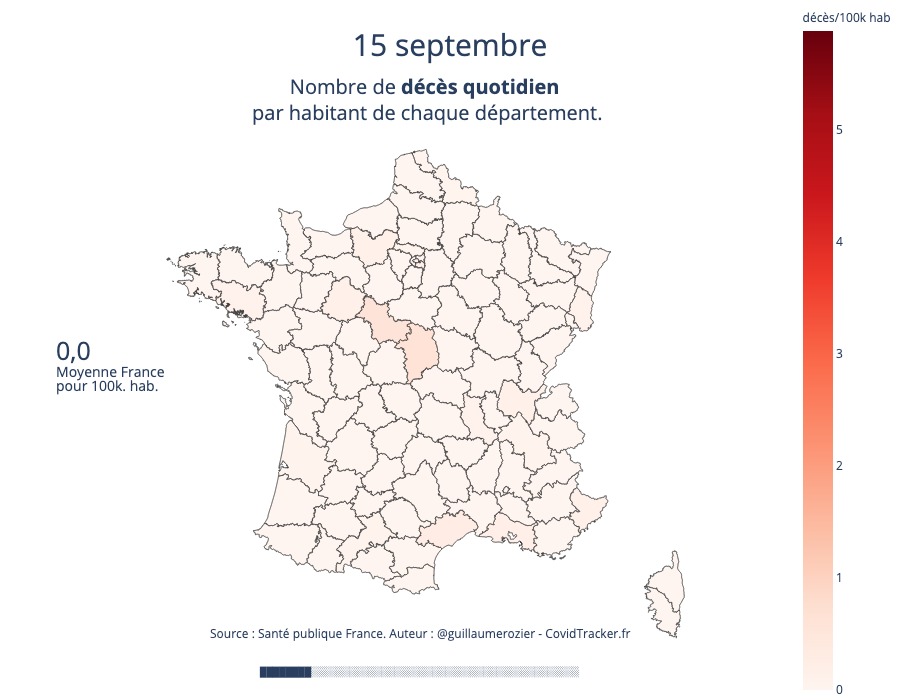 décès/100k hab
15 septembre
Nombre de décès quotidien
par habitant de chaque département.
5
4
0,0
Moyenne France
pour 100k. hab.
3
2
1
Source : Santé publique France. Auteur : @guillaumerozier - CovidTracker.fr
0